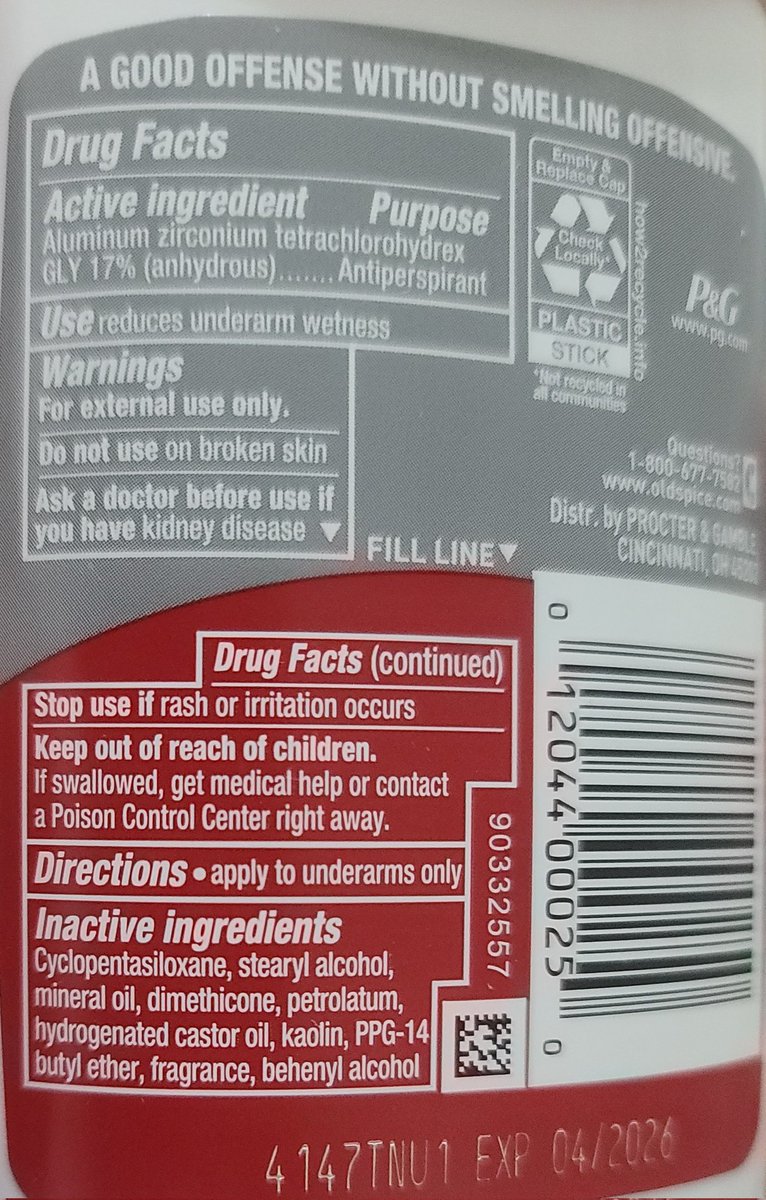 A GOOD OFFENSE WITHOUT SMELLING OFFENSIVE.
Drug Facts
Active ingredient Purpose
Aluminum zirconium tetrachlorohydrex
GLY 17% (anhydrous)....... Antiperspirant
Use reduces underarm wetness
Warnings
For external use only.
Do not use on broken skin
Ask a doctor before use if
you have kidney disease ▼
Empty &
Replace Cap
Check
Locally*
PLASTIC
STICK
*Not recycled in
all communities
how2recycle.info
P&G
www.pg.com
Questions?
1-800-677-7582
www.oldspice.com
Distr. by PROCTER & GAMBLE
CINCINNATI, OH
FILL LINE▼
Drug Facts (continued)
Stop use if rash or irritation occurs
Keep out of reach of children.
If swallowed, get medical help or contact
a Poison Control Center right away.
Directions • apply to underarms only
Inactive ingredients
Cyclopentasiloxane, stearyl alcohol,
mineral oil, dimethicone, petrolatum,
hydrogenated castor oil, kaolin, PPG-14
butyl ether, fragrance, behenyl alcohol
90332557
0 12044 00025 0
4147TNU1 EXP 04/2026